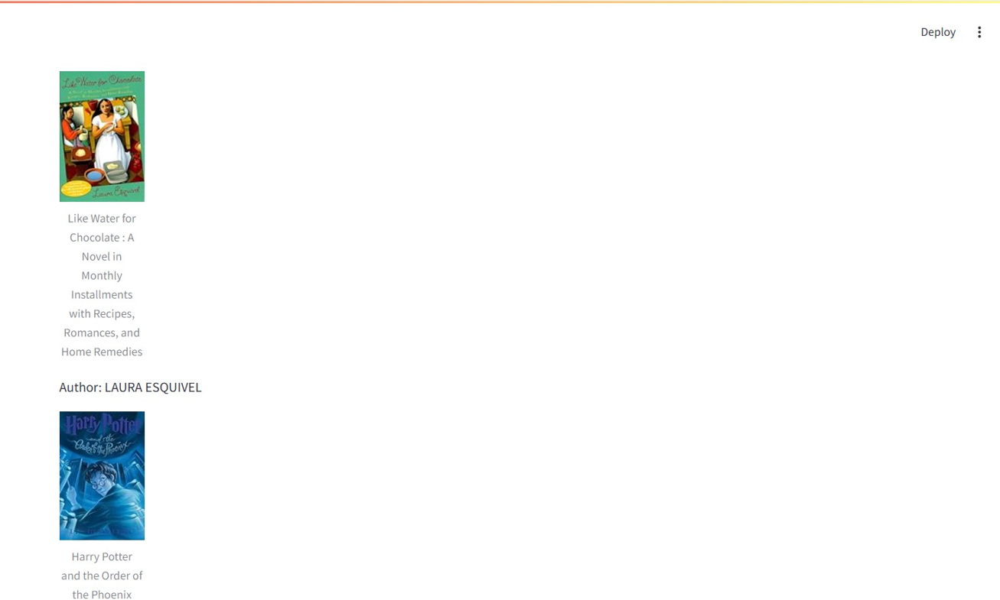 Deploy
Like Water for Chocolate
Laura Esquivel
Like Water for
Chocolate : A
Novel in
Monthly
Installments
with Recipes,
Romances, and
Home Remedies
Author: LAURA ESQUIVEL
Harry Potter
and the
Order of the Phoenix
Harry Potter
and the Order of
the Phoenix